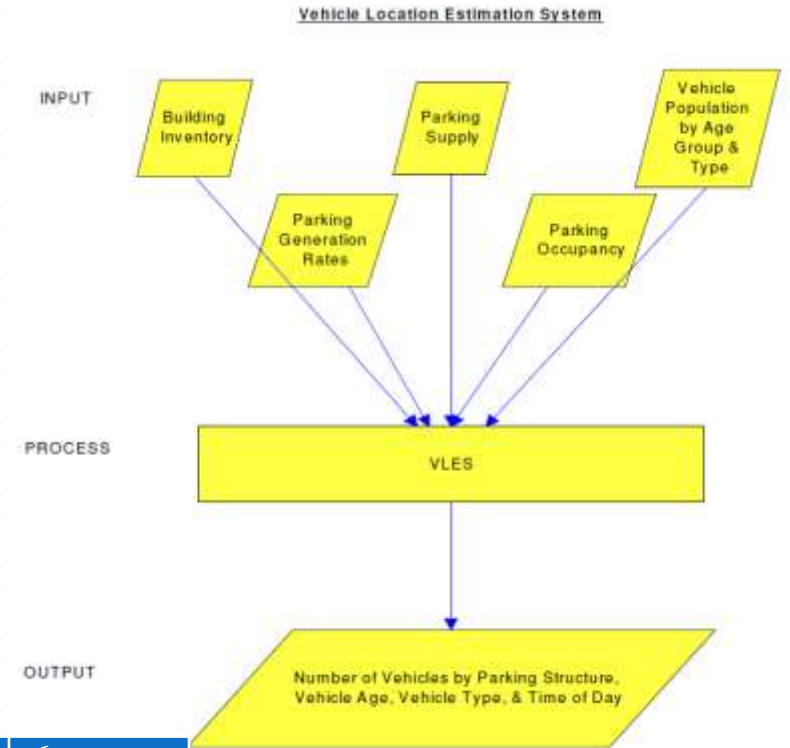 Vehicle Location Estimation System
INPUT
Building
Inventory
Parking
Supply
Vehicle
Population
by Age
Group &
Type
Parking
Generation
Rates
Parking
Occupancy
PROCESS
VLES
OUTPUT
Number of Vehicles by Parking Structure,
Vehicle Age, Vehicle Type, & Time of Day